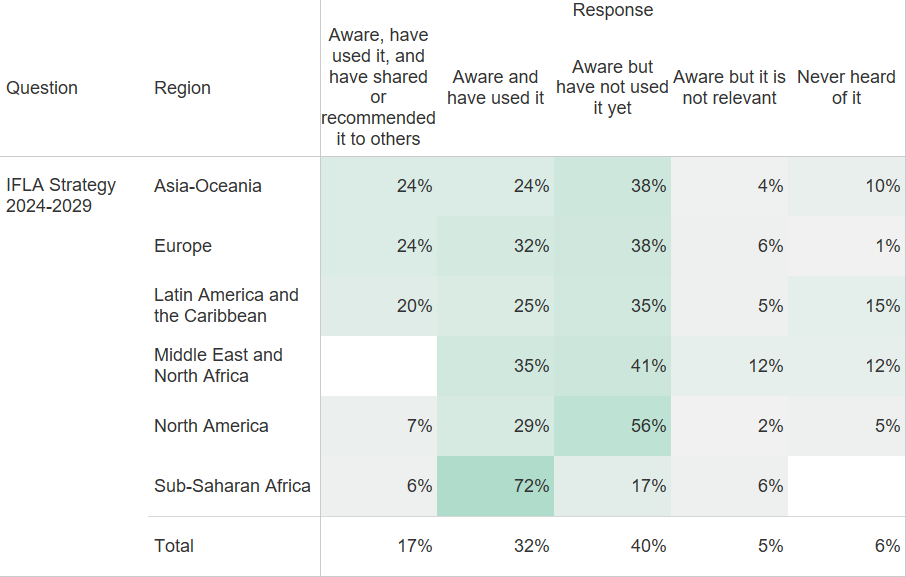 Response
Question
Region
Aware, have
used it, and
have shared
or
recommended
it to others
Aware and
have used it
Aware but
have not used
it yet
Aware but it is
not relevant
Never heard
of it
IFLA Strategy
2024-2029
Asia-Oceania
24%
24%
38%
4%
10%
Europe
24%
32%
38%
6%
1%
Latin America and
the Caribbean
20%
25%
35%
5%
15%
Middle East and
North Africa
35%
41%
12%
12%
North America
7%
29%
56%
2%
5%
Sub-Saharan Africa
6%
72%
17%
6%
Total
17%
32%
40%
5%
6%